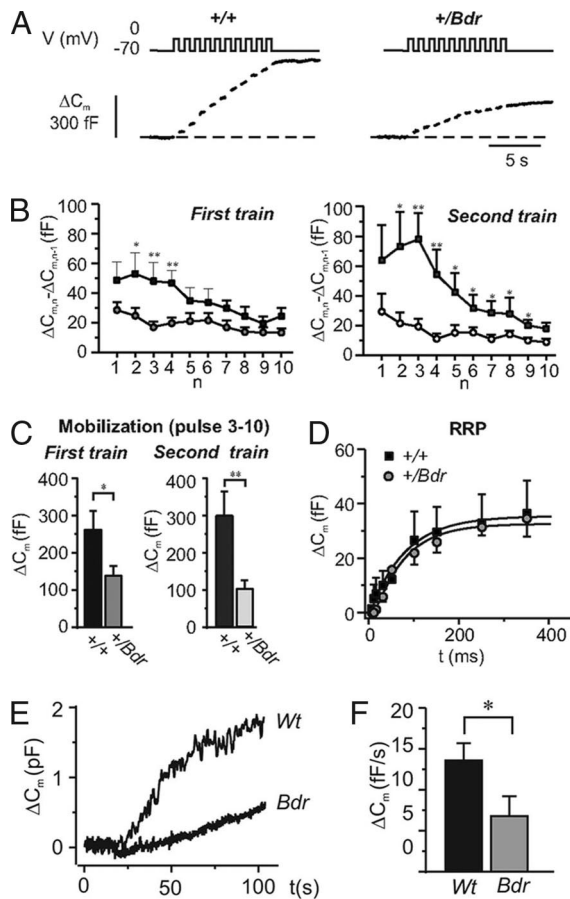 A
+/+
+/Bdr
V (mV)
0
-70
ΔCm
300 fF
5 s
B
First train
Second train
ΔCm,n-ΔCm,n-1 (fF)
100
80
60
40
20
0
* ** **
1 2 3 4 5 6 7 8 9 10
n
ΔCm,n-ΔCm,n-1 (fF)
100
80
60
40
20
0
* ** ** * * * * *
1 2 3 4 5 6 7 8 9 10
n
C
Mobilization (pulse 3-10)
First train
Second train
ΔCm (fF)
400
300
200
100
0
*
+/+
+/Bdr
ΔCm (fF)
400
300
200
100
0
**
+/+
+/Bdr
D
RRP
+/+
+/Bdr
ΔCm (fF)
60
40
20
0
0 200 400
t (ms)
E
Wt
Bdr
ΔCm (pF)
2
1
0
0 50 100 t(s)
F
*
ΔCm (fF/s)
20
15
10
5
0
Wt Bdr